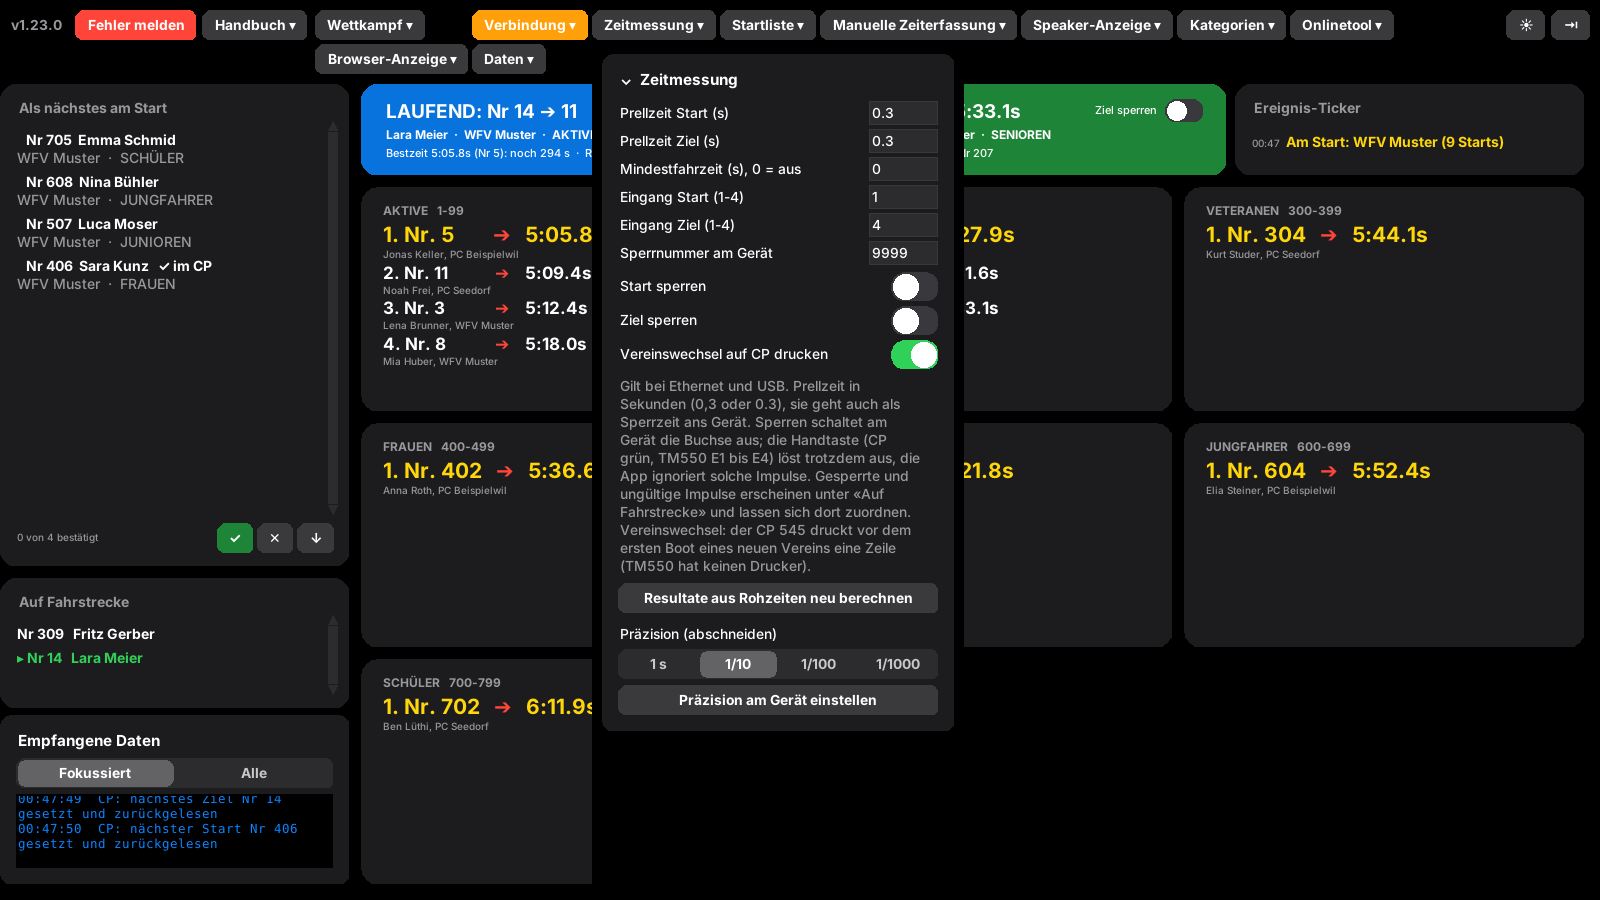 v1.23.0 Fehler melden Handbuch ▾ Wettkampf ▾ Verbindung ▾ Zeitmessung ▾ Startliste ▾ Manuelle Zeiterfassung ▾ Speaker-Anzeige ▾ Kategorien ▾ Onlinetool ▾
Browser-Anzeige ▾ Daten ▾
Als nächstes am Start
Nr 705 Emma Schmid
WFV Muster · SCHÜLER
Nr 608 Nina Bühler
WFV Muster · JUNGFAHRER
Nr 507 Luca Moser
WFV Muster · JUNIOREN
Nr 406 Sara Kunz ✓ im CP
WFV Muster · FRAUEN
0 von 4 bestätigt
Auf Fahrstrecke
Nr 309 Fritz Gerber
▸ Nr 14 Lara Meier
Empfangene Daten
Fokussiert Alle
00:47:49 CP: nächstes Ziel Nr 14
gesetzt und zurückgelesen
00:47:50 CP: nächster Start Nr 406
gesetzt und zurückgelesen
LAUFEND: Nr 14 → 11
Lara Meier · WFV Muster · AKTIV
Bestzeit 5:05.8s (Nr 5): noch 294 s · R
AKTIVE 1-99
1. Nr. 5 → 5:05.8
Jonas Keller, PC Beispielwil
2. Nr. 11 → 5:09.4s
Noah Frei, PC Seedorf
3. Nr. 3 → 5:12.4s
Lena Brunner, WFV Muster
4. Nr. 8 → 5:18.0s
Mia Huber, WFV Muster
FRAUEN 400-499
1. Nr. 402 → 5:36.6
Anna Roth, PC Beispielwil
SCHÜLER 700-799
1. Nr. 702 → 6:11.9s
Ben Lüthi, PC Seedorf
Zeitmessung
Prellzeit Start (s) 0.3
Prellzeit Ziel (s) 0.3
Mindestfahrzeit (s), 0 = aus 0
Eingang Start (1-4) 1
Eingang Ziel (1-4) 4
Sperrnummer am Gerät 9999
Start sperren
Ziel sperren
Vereinswechsel auf CP drucken
Gilt bei Ethernet und USB. Prellzeit in
Sekunden (0,3 oder 0.3), sie geht auch als
Sperrzeit ans Gerät. Sperren schaltet am
Gerät die Buchse aus; die Handtaste (CP
grün, TM550 E1 bis E4) löst trotzdem aus, die
App ignoriert solche Impulse. Gesperrte und
ungültige Impulse erscheinen unter «Auf
Fahrstrecke» und lassen sich dort zuordnen.
Vereinswechsel: der CP 545 druckt vor dem
ersten Boot eines neuen Vereins eine Zeile
(TM550 hat keinen Drucker).
Resultate aus Rohzeiten neu berechnen
Präzision (abschneiden)
1 s 1/10 1/100 1/1000
Präzision am Gerät einstellen
:33.1s Ziel sperren
er · SENIOREN
Nr 207
27.9s
1.6s
3.1s
21.8s
Ereignis-Ticker
00:47 Am Start: WFV Muster (9 Starts)
VETERANEN 300-399
1. Nr. 304 → 5:44.1s
Kurt Studer, PC Seedorf
JUNGFAHRER 600-699
1. Nr. 604 → 5:52.4s
Elia Steiner, PC Beispielwil